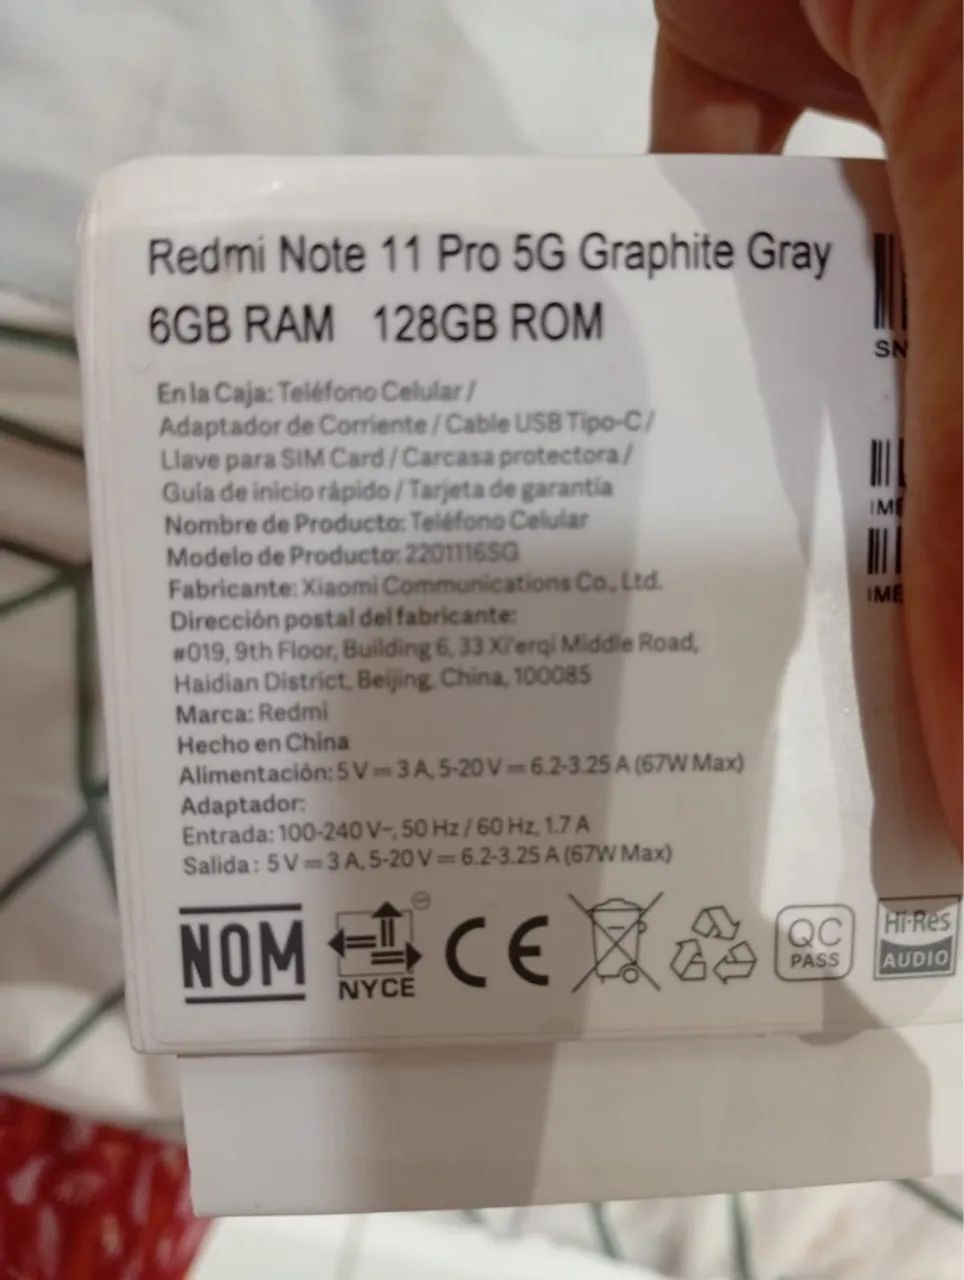 Redmi Note 11 Pro 5G Graphite Gray
6GB RAM 128GB ROM
En la Caja: Teléfono Celular /
Adaptador de Corriente / Cable USB Tipo-C /
Llave para SIM Card / Carcasa protectora /
Guía de inicio rápido / Tarjeta de garantía
Nombre de Producto: Teléfono Celular
Modelo de Producto: 2201116SG
Fabricante: Xiaomi Communications Co., Ltd.
Dirección postal del fabricante:
#019, 9th Floor, Building 6, 33 Xi'erqi Middle Road,
Haidian District, Beijing, China, 100085
Marca: Redmi
Hecho en China
Alimentación: 5 V = 3 A, 5-20 V = 6.2-3.25 A (67W Max)
Adaptador:
Entrada: 100-240 V~, 50 Hz / 60 Hz, 1.7 A
Salida: 5 V = 3 A, 5-20 V = 6.2-3.25 A (67W Max)
SN
IME
IME
NOM
NYCE
CE
QC
PASS
Hi-Res
AUDIO